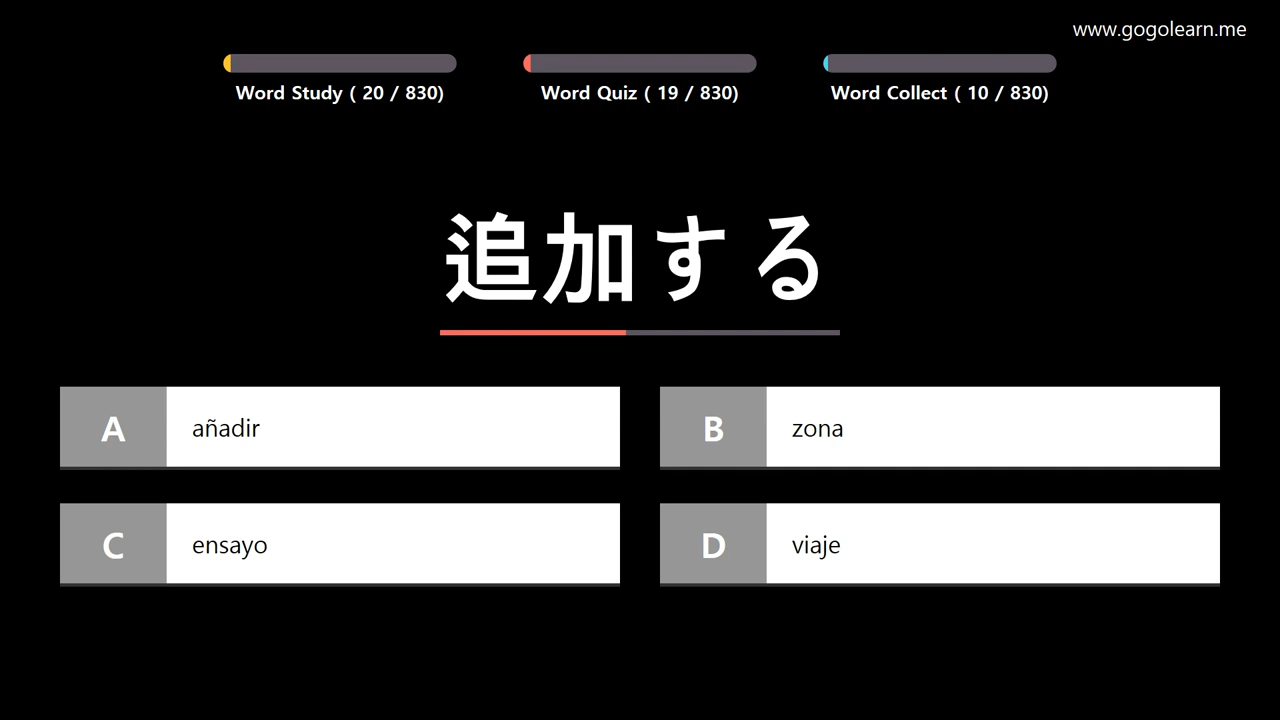 www.gogolearn.me
Word Study ( 20 / 830)
Word Quiz ( 19 / 830)
Word Collect ( 10 / 830)
追加する
A añadir
B zona
C ensayo
D viaje